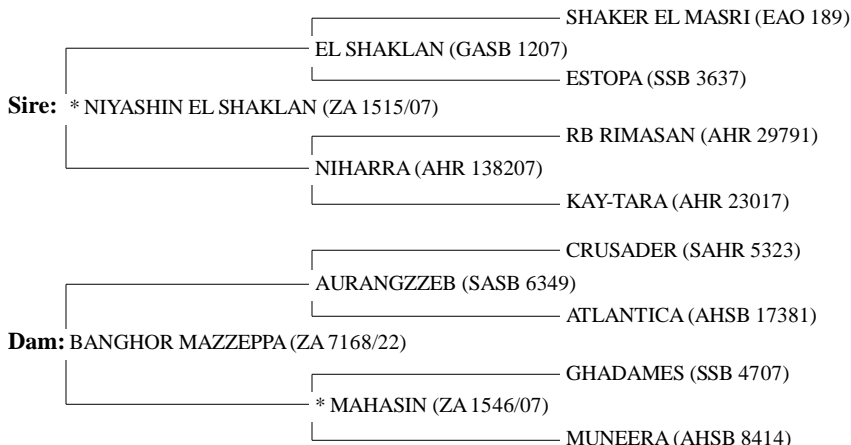 SHAKER EL MASRI (EAO 189)
EL SHAKLAN (GASB 1207)
ESTOPA (SSB 3637)
Sire: * NIYASHIN EL SHAKLAN (ZA 1515/07)
RB RIMASAN (AHR 29791)
NIHARRA (AHR 138207)
KAY-TARA (AHR 23017)
CRUSADER (SAHR 5323)
AURANGZZEB (SASB 6349)
ATLANTICA (AHSB 17381)
Dam: BANGHOR MAZZEPPA (ZA 7168/22)
GHADAMES (SSB 4707)
* MAHASIN (ZA 1546/07)
MUNEERA (AHSB 8414)